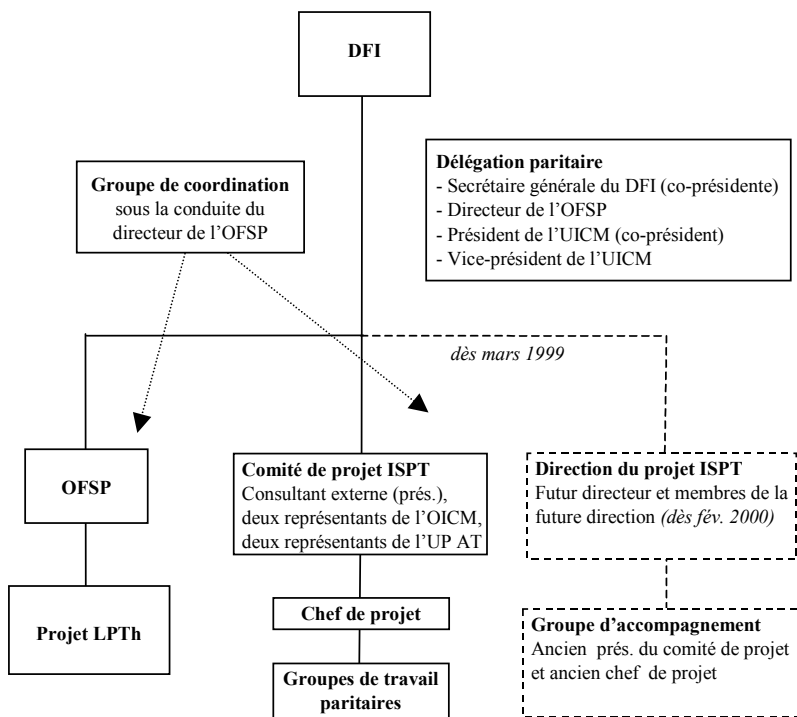 DFI
Groupe de coordination
sous la conduite du
directeur de l’OFSP
Délégation paritaire
- Secrétaire générale du DFI (co-présidente)
- Directeur de l’OFSP
- Président de l’UICM (co-président)
- Vice-président de l’UICM
dès mars 1999
OFSP
Comité de projet ISPT
Consultant externe (prés.),
deux représentants de l’OICM,
deux représentants de l’UP AT
Direction du projet ISPT
Futur directeur et membres de la
future direction (dès fév. 2000)
Projet LPTh
Chef de projet
Groupes de travail
paritaires
Groupe d’accompagnement
Ancien prés. du comité de projet
et ancien chef de projet